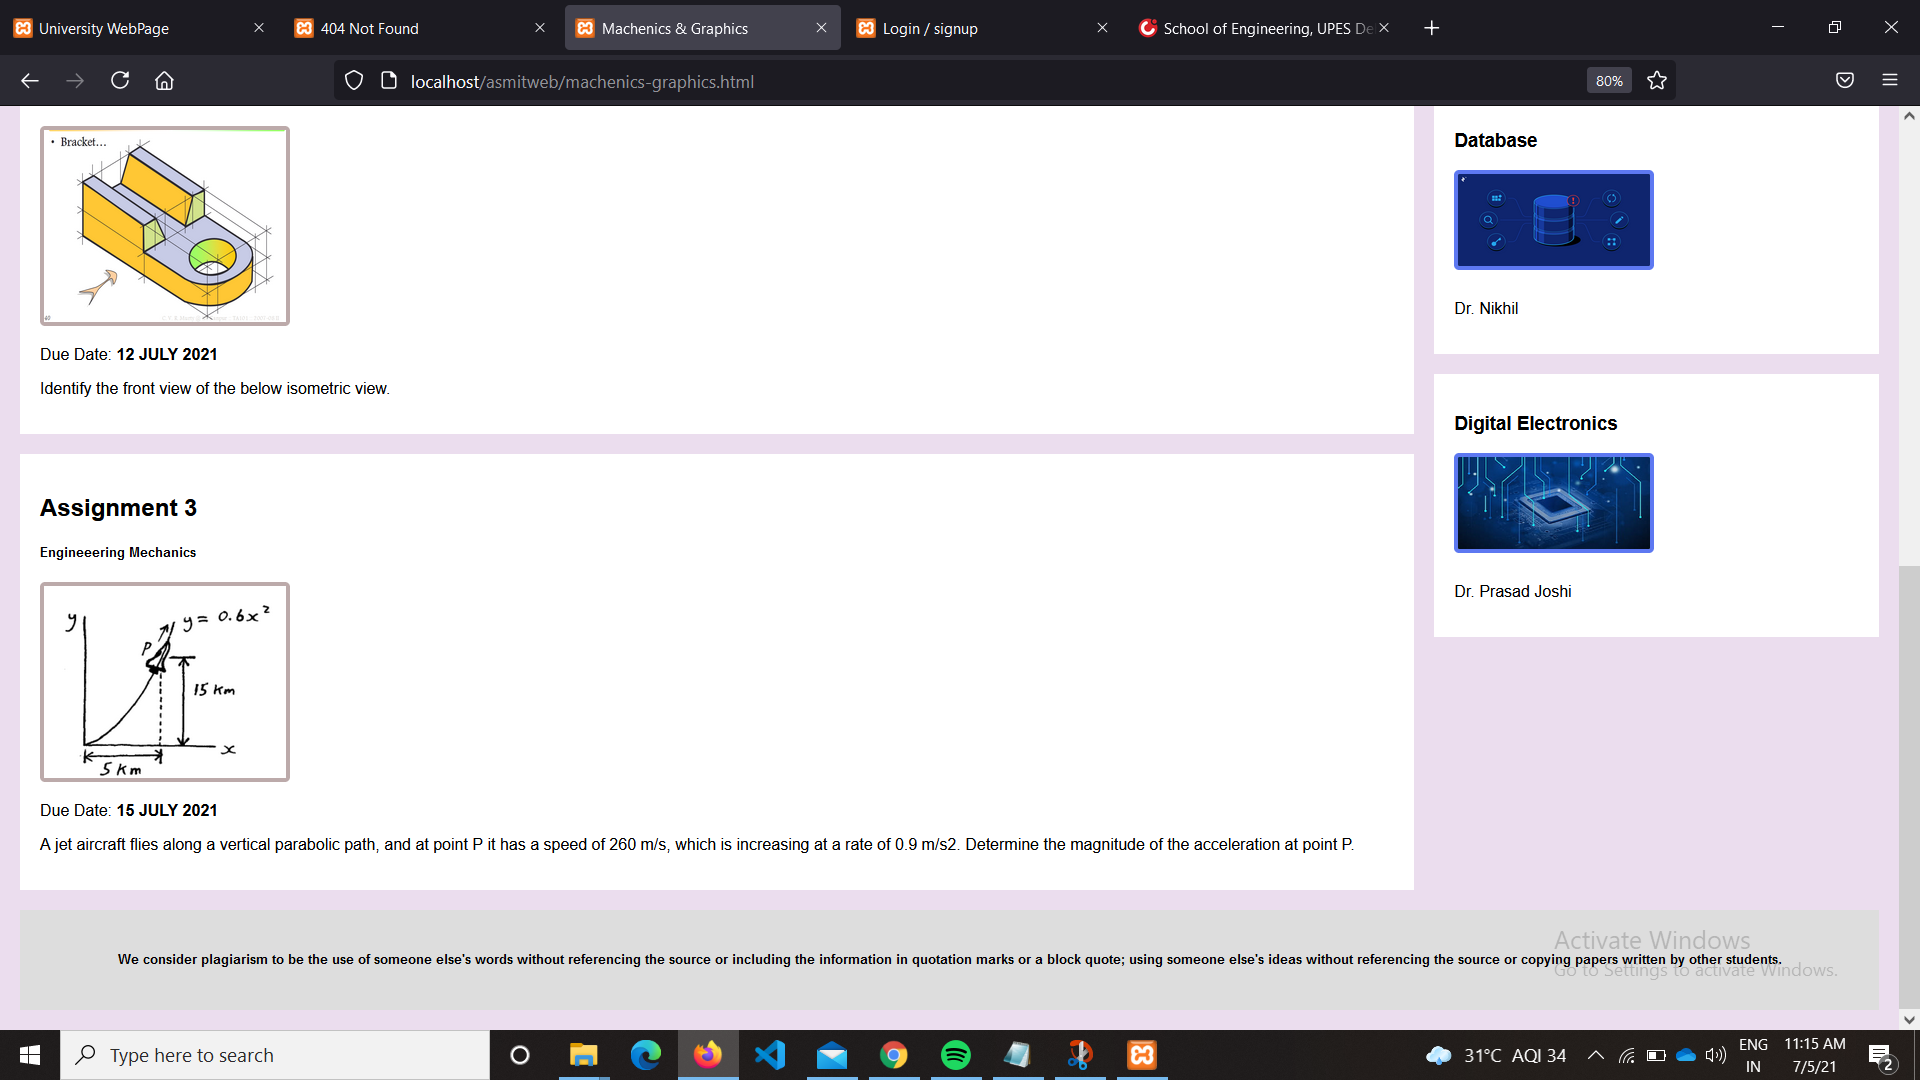 University WebPage
404 Not Found
Machenics & Graphics
Login / signup
School of Engineering, UPES De
localhost/asmitweb/machenics-graphics.html
80%
• Bracket...
Due Date: 12 JULY 2021
Identify the front view of the below isometric view.
Assignment 3
Engineeering Mechanics
y
y = 0.6x²
P
15 Km
x
5 Km
Due Date: 15 JULY 2021
A jet aircraft flies along a vertical parabolic path, and at point P it has a speed of 260 m/s, which is increasing at a rate of 0.9 m/s2. Determine the magnitude of the acceleration at point P.
Database
Dr. Nikhil
Digital Electronics
Dr. Prasad Joshi
We consider plagiarism to be the use of someone else's words without referencing the source or including the information in quotation marks or a block quote; using someone else's ideas without referencing the source or copying papers written by other students.
Activate Windows
Go to Settings to activate Windows.
Type here to search
31°C AQI 34
ENG
IN
11:15 AM
7/5/21
2